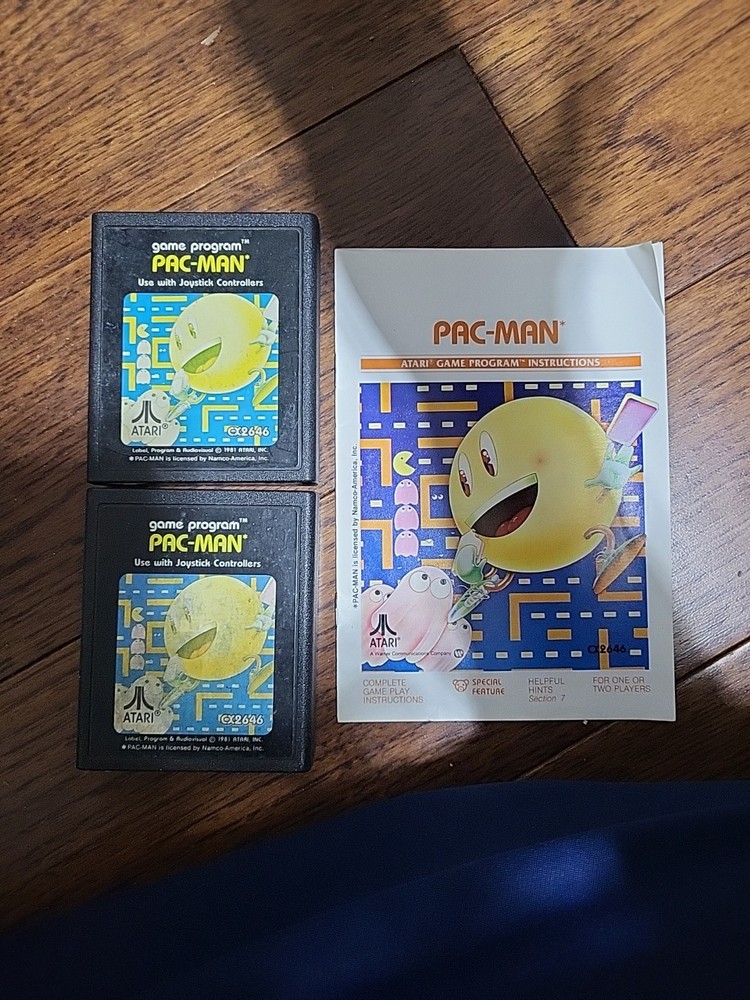 game program™
PAC-MAN*
Use with Joystick Controllers
ATARI®
CX2646
Label, Program & Audiovisual © 1981 ATARI, INC.
* PAC-MAN is licensed by Namco-America, Inc.
game program™
PAC-MAN*
Use with Joystick Controllers
ATARI®
CX2646
Label, Program & Audiovisual © 1981 ATARI, INC.
* PAC-MAN is licensed by Namco-America, Inc.
PAC-MAN*
ATARI® GAME PROGRAM™ INSTRUCTIONS
*PAC-MAN is licensed by Namco-America, Inc.
ATARI®
A Warner Communications Company
CX2646
COMPLETE
GAME PLAY
INSTRUCTIONS
SPECIAL
FEATURE
HELPFUL
HINTS
Section 7
FOR ONE OR
TWO PLAYERS